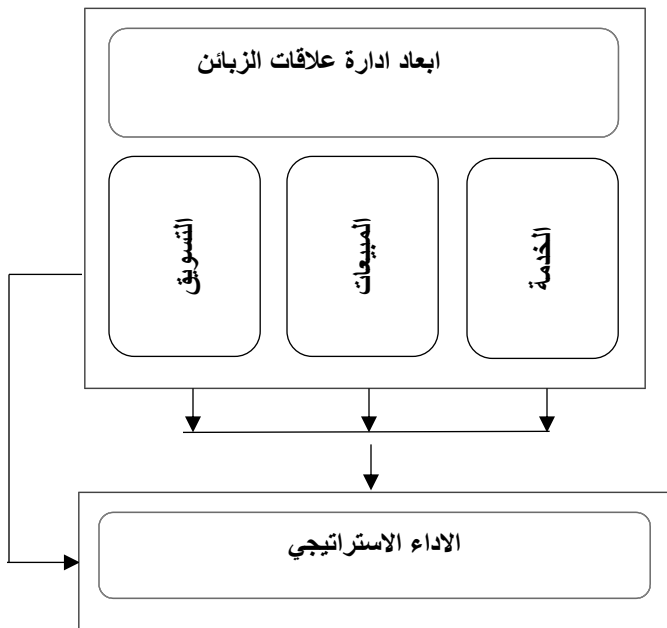 ابعاد ادارة علاقات الزبائن
الخدمة
المبيعات
التسويق
الاداء الاستراتيجي